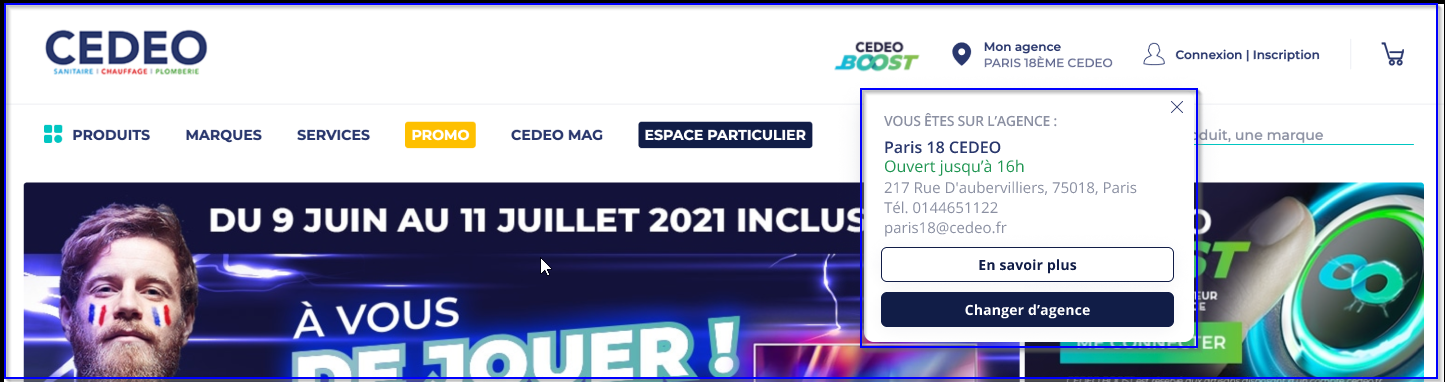 CEDEO
SANITAIRE | CHAUFFAGE | PLOMBERIE
CEDEO
BOOST
Mon agence
PARIS 18ÈME CEDEO
Connexion | Inscription
PRODUITS
MARQUES
SERVICES
PROMO
CEDEO MAG
ESPACE PARTICULIER
duit, une marque
VOUS ÊTES SUR L'AGENCE :
Paris 18 CEDEO
Ouvert jusqu'à 16h
217 Rue D'aubervilliers, 75018, Paris
Tél. 0144651122
paris18@cedeo.fr
En savoir plus
Changer d'agence
DU 9 JUIN AU 11 JUILLET 2021 INCLUS
À VOUS
DE JOUER !
ME CONNECTER